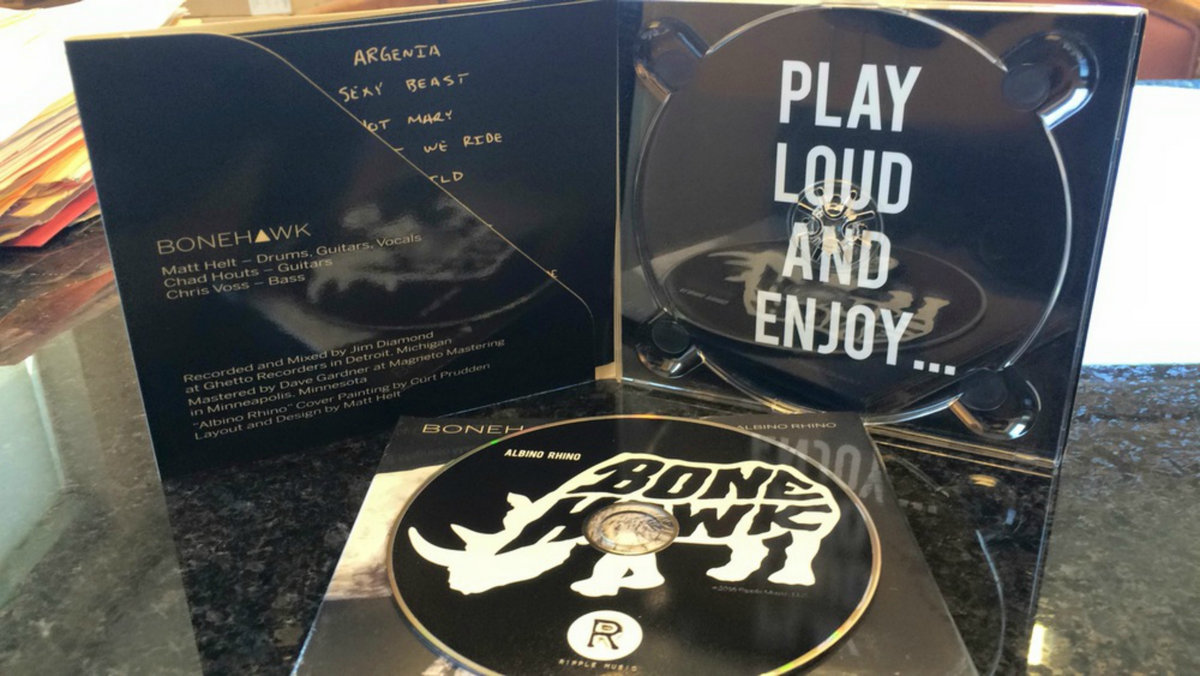 ARGENIA
SEXY BEAST
MARY
WE RIDE
BONEHAWK
Matt Helt – Drums, Guitars, Vocals
Chad Houts – Guitars
Chris Voss – Bass
Recorded and Mixed by Jim Diamond
at Ghetto Recorders in Detroit, Michigan
Mastered by Dave Gardner at Magneto Mastering
in Minneapolis, Minnesota
"Albino Rhino" Cover Painting by Curt Prudden
Layout and Design by Matt Helt
PLAY
LOUD
AND
ENJOY...
BONEH
ALBINO RHINO
ALBINO RHINO
BONE
HAWK
R
RIPPLE MUSIC